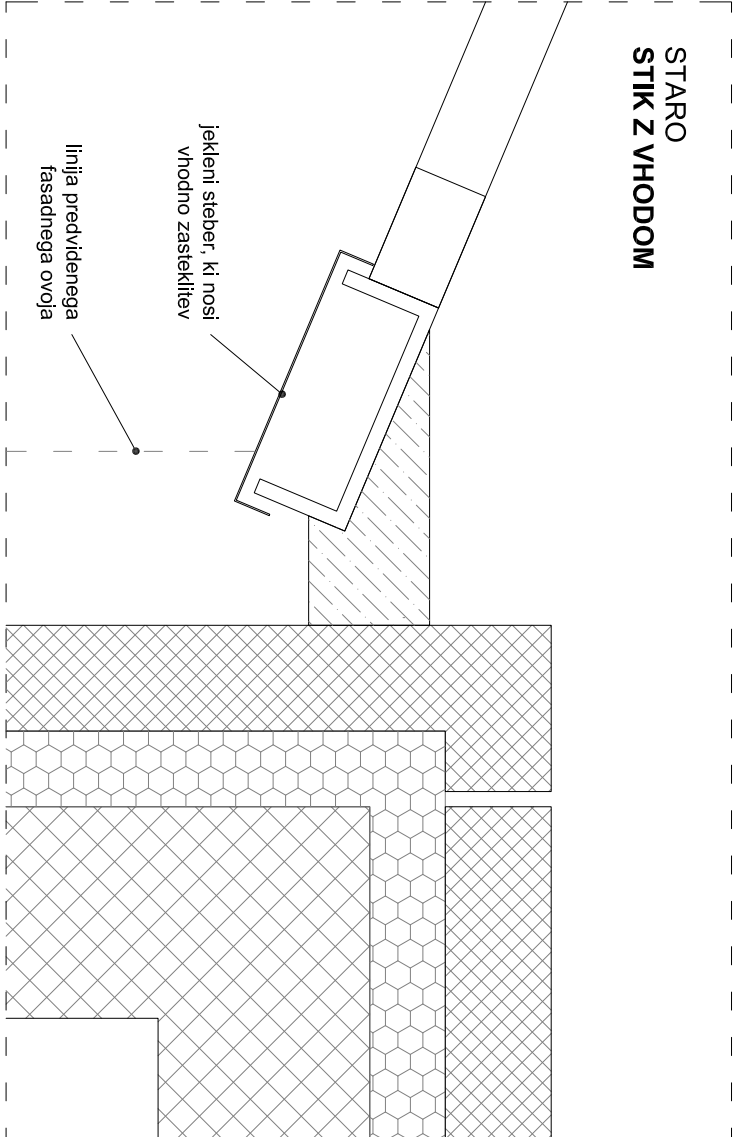 STARO
STIK Z VHODOM
jekleni steber, ki nosi
vhodno zasteklitev
linija predvidenega
fasadnega ovoja